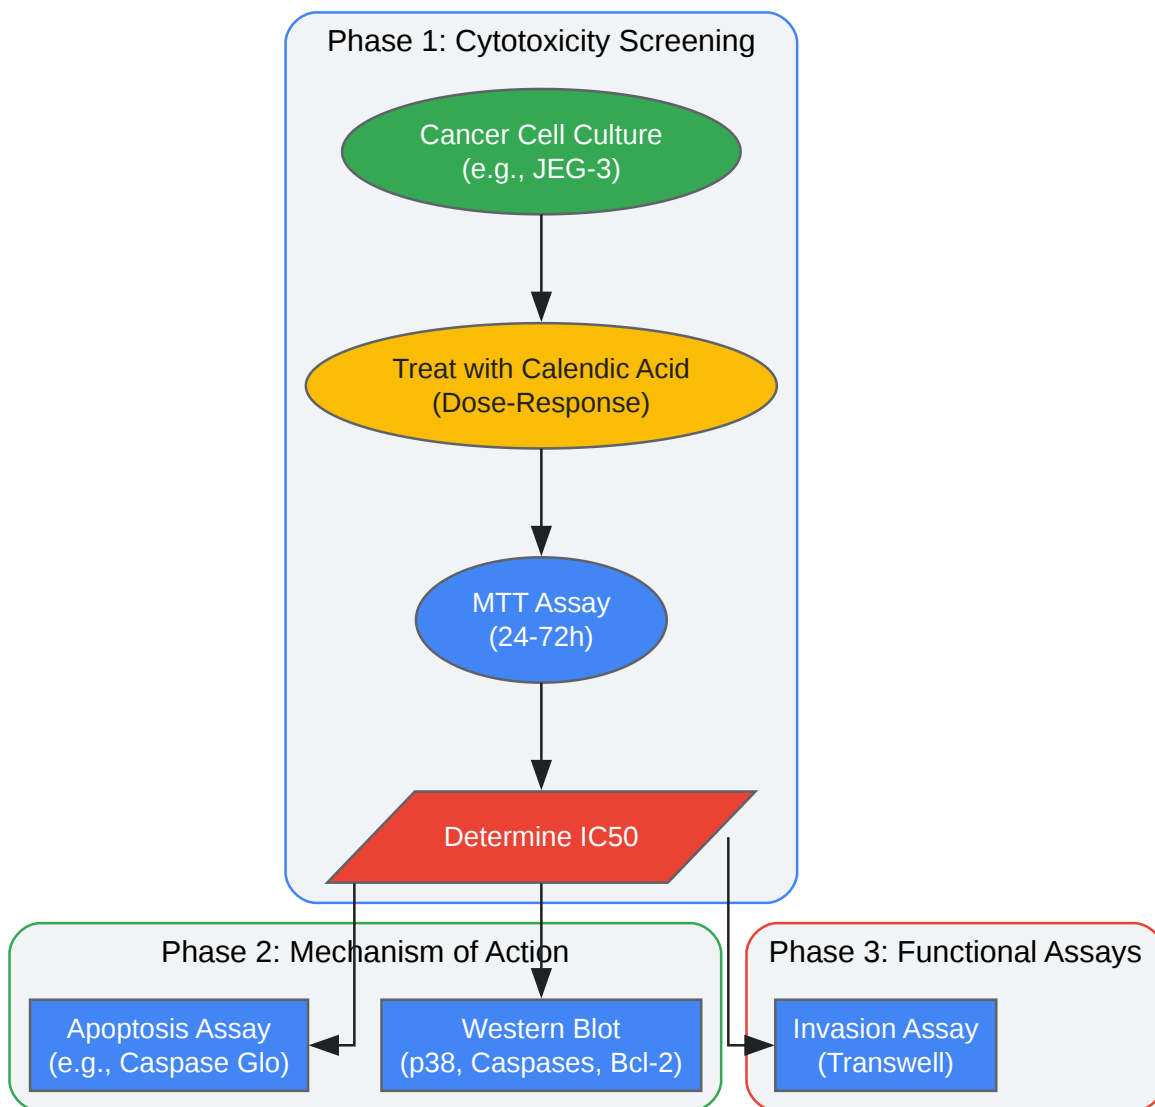 Phase 1: Cytotoxicity Screening
Cancer Cell Culture
(e.g., JEG-3)
Treat with Calendic Acid
(Dose-Response)
MTT Assay
(24-72h)
Determine IC50
Phase 2: Mechanism of Action
Apoptosis Assay
(e.g., Caspase Glo)
Western Blot
(p38, Caspases, Bcl-2)
Phase 3: Functional Assays
Invasion Assay
(Transwell)